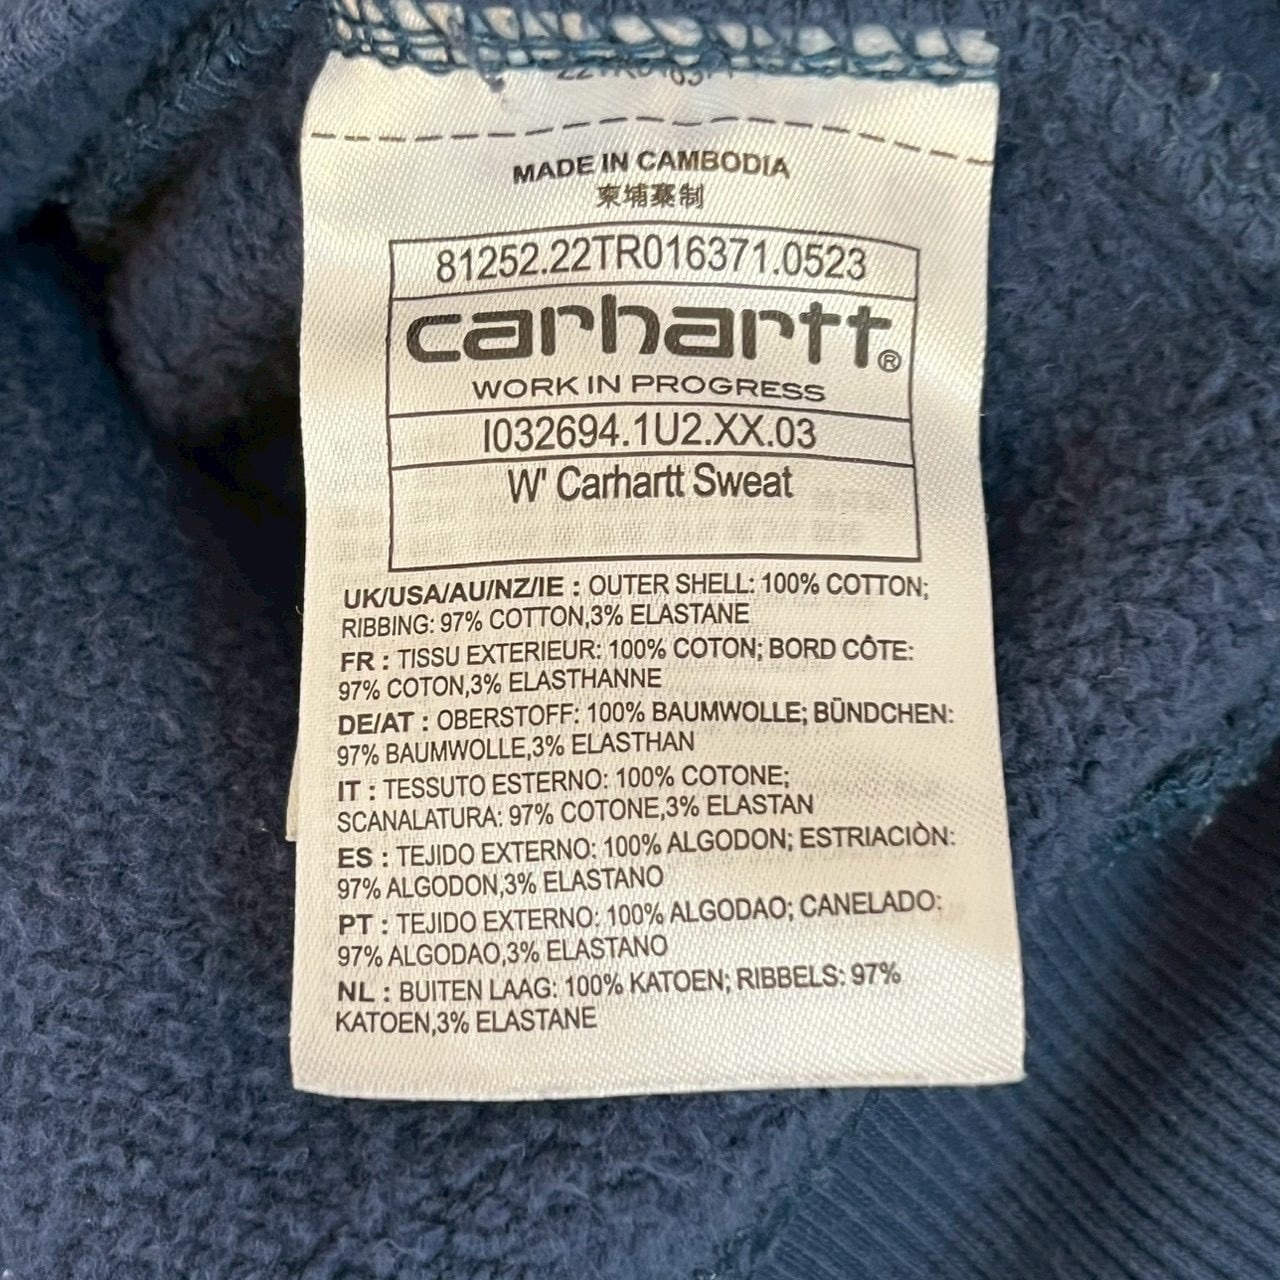 MADE IN CAMBODIA
柬埔寨制
81252.22TR016371.0523
carhartt®
WORK IN PROGRESS
I032694.1U2.XX.03
W' Carhartt Sweat
UK/USA/AU/NZ/IE : OUTER SHELL: 100% COTTON;
RIBBING: 97% COTTON,3% ELASTANE
FR : TISSU EXTERIEUR: 100% COTON; BORD CÔTE:
97% COTON,3% ELASTHANNE
DE/AT : OBERSTOFF: 100% BAUMWOLLE; BÜNDCHEN:
97% BAUMWOLLE,3% ELASTHAN
IT : TESSUTO ESTERNO: 100% COTONE;
SCANALATURA: 97% COTONE,3% ELASTAN
ES : TEJIDO EXTERNO: 100% ALGODON; ESTRIACIÒN:
97% ALGODON,3% ELASTANO
PT : TEJIDO EXTERNO: 100% ALGODAO; CANELADO:
97% ALGODAO,3% ELASTANO
NL : BUITEN LAAG: 100% KATOEN; RIBBELS: 97%
KATOEN,3% ELASTANE